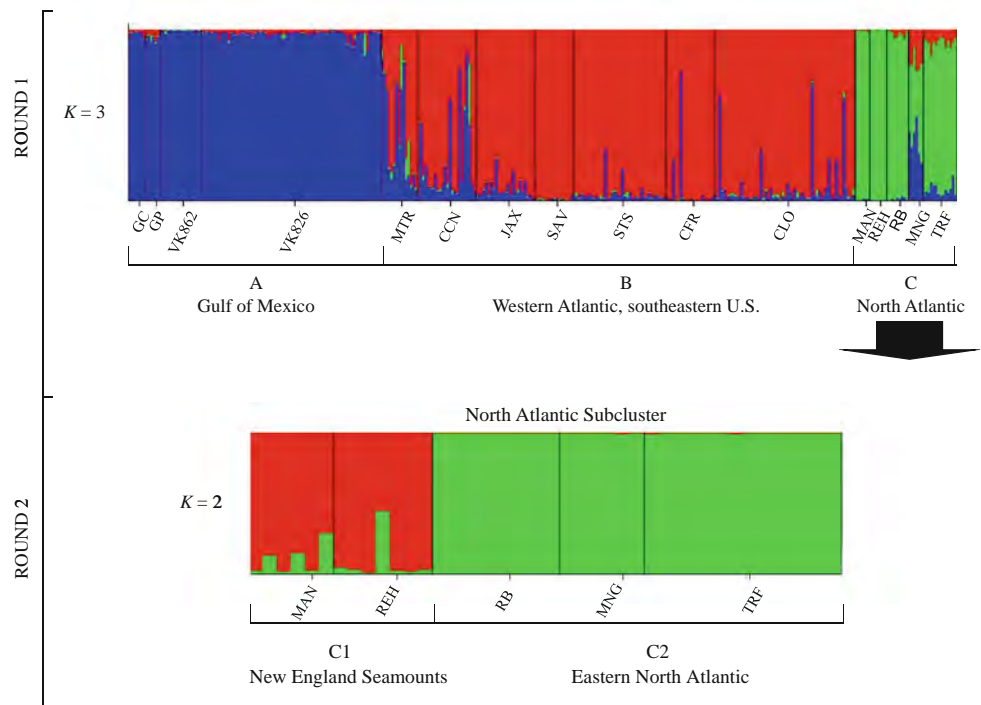 ROUND 1
K = 3
GC GP VK862 VK826 MTR CCN JAX SAV STS CFR CLO MAN REH RB MNG TRF
A B C
Gulf of Mexico Western Atlantic, southeastern U.S. North Atlantic
North Atlantic Subcluster
ROUND 2
K = 2
MAN REH RB MNG TRF
C1 C2
New England Seamounts Eastern North Atlantic